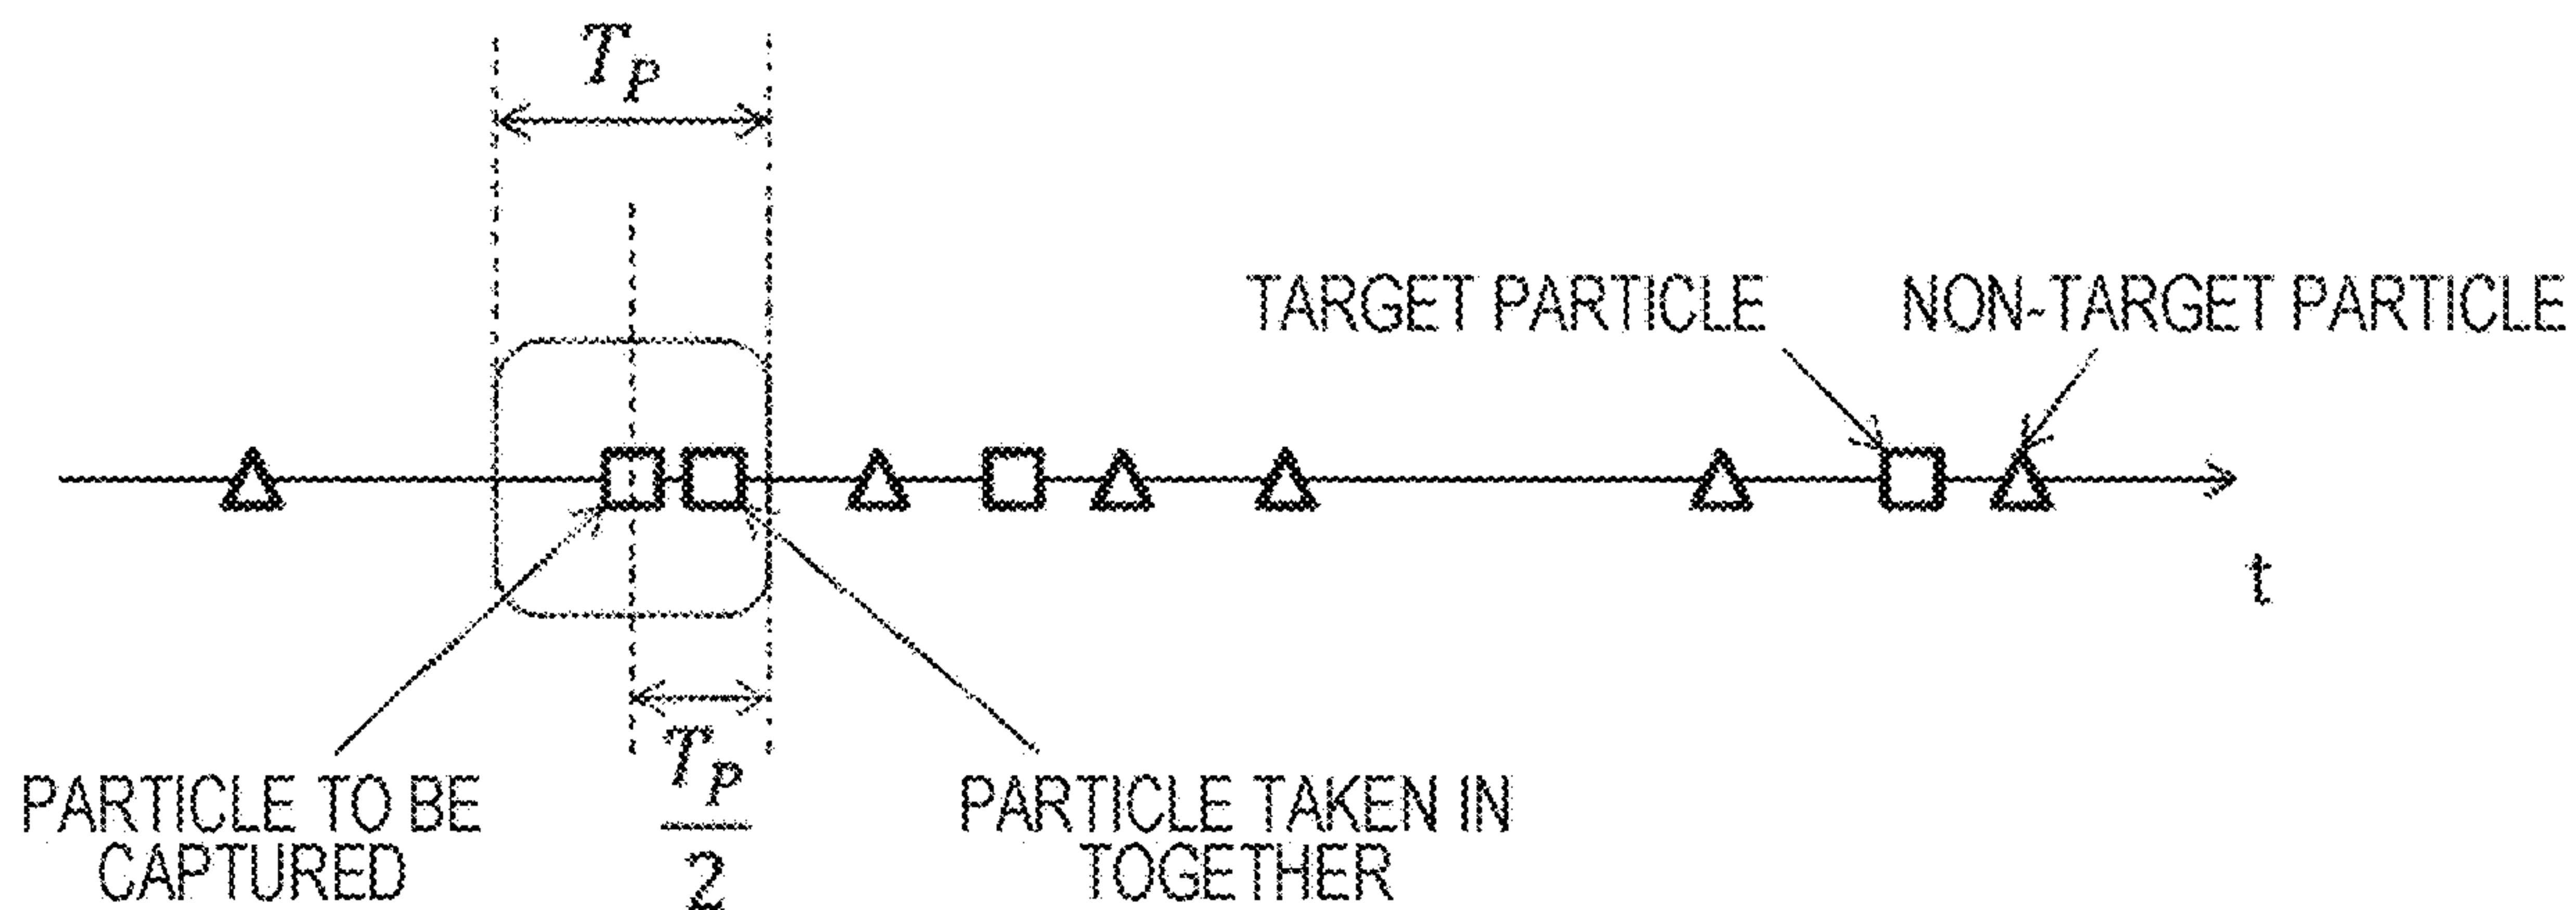 T_P
TARGET PARTICLE
NON-TARGET PARTICLE
t
PARTICLE TO BE
CAPTURED
T_P
2
PARTICLE TAKEN IN
TOGETHER